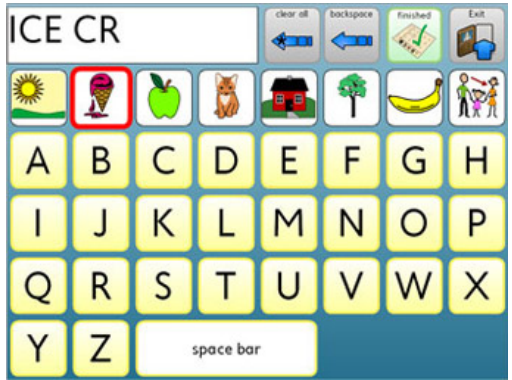 ICE CR
clear all backspace finished Exit
A B C D E F G H
I J K L M N O P
Q R S T U V W X
Y Z space bar